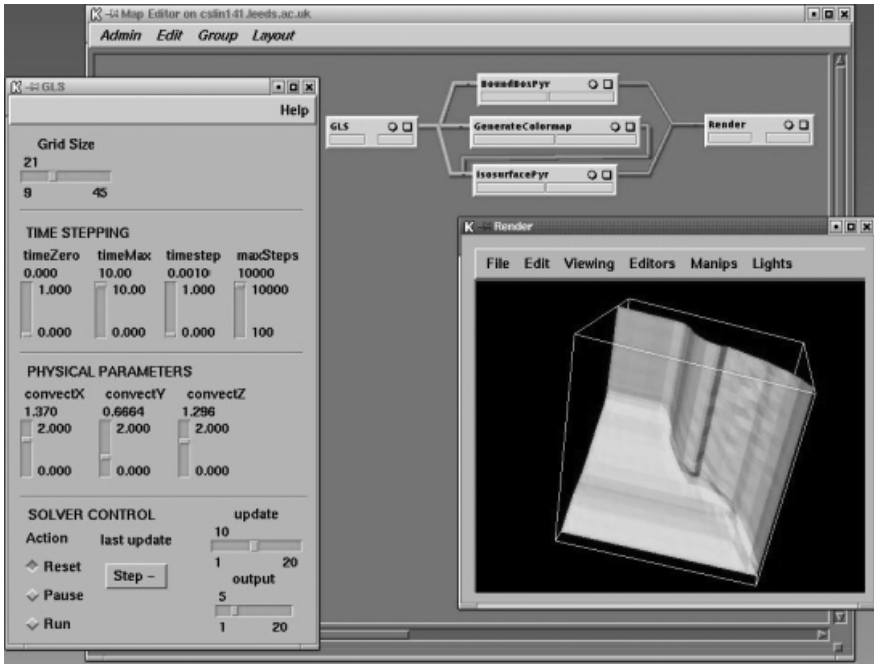 Map Editor on cslin141.leeds.ac.uk
Admin Edit Group Layout
GLS
Help
Grid Size
21
9 45
TIME STEPPING
timeZero timeMax timestep maxSteps
0.000 10.00 0.0010 10000
1.000 10.00 1.000 10000
0.000 0.000 0.000 100
PHYSICAL PARAMETERS
convectX convectY convectZ
1.370 0.6664 1.296
2.000 2.000 2.000
0.000 0.000 0.000
SOLVER CONTROL update
Action last update 10
Reset 1 20
Step - output
Pause 5
Run 1 20
GLS
BoundBoxPyr
GenerateColormap
IsosurfacePyr
Render
Render
File Edit Viewing Editors Manips Lights